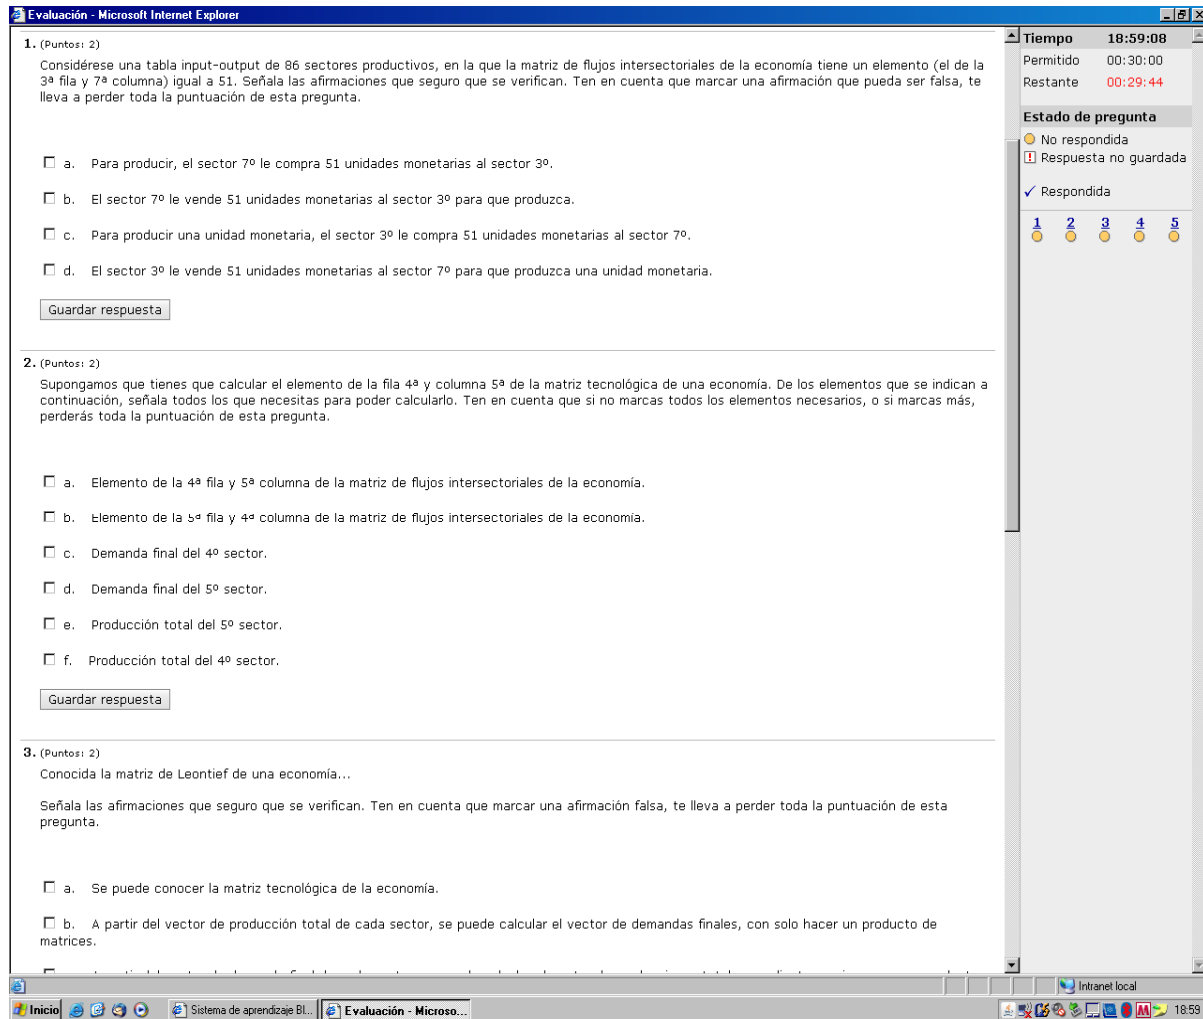 Evaluación - Microsoft Internet Explorer
1. (Puntos: 2)
Considérese una tabla input-output de 86 sectores productivos, en la que la matriz de flujos intersectoriales de la economía tiene un elemento (el de la
3ª fila y 7ª columna) igual a 51. Señala las afirmaciones que seguro que se verifican. Ten en cuenta que marcar una afirmación que pueda ser falsa, te
lleva a perder toda la puntuación de esta pregunta.
a. Para producir, el sector 7º le compra 51 unidades monetarias al sector 3º.
b. El sector 7º le vende 51 unidades monetarias al sector 3º para que produzca.
c. Para producir una unidad monetaria, el sector 3º le compra 51 unidades monetarias al sector 7º.
d. El sector 3º le vende 51 unidades monetarias al sector 7º para que produzca una unidad monetaria.
Guardar respuesta
2. (Puntos: 2)
Supongamos que tienes que calcular el elemento de la fila 4ª y columna 5ª de la matriz tecnológica de una economía. De los elementos que se indican a
continuación, señala todos los que necesitas para poder calcularlo. Ten en cuenta que si no marcas todos los elementos necesarios, o si marcas más,
perderás toda la puntuación de esta pregunta.
a. Elemento de la 4ª fila y 5ª columna de la matriz de flujos intersectoriales de la economía.
b. Elemento de la 5ª fila y 4ª columna de la matriz de flujos intersectoriales de la economía.
c. Demanda final del 4º sector.
d. Demanda final del 5º sector.
e. Producción total del 5º sector.
f. Producción total del 4º sector.
Guardar respuesta
3. (Puntos: 2)
Conocida la matriz de Leontief de una economía...
Señala las afirmaciones que seguro que se verifican. Ten en cuenta que marcar una afirmación falsa, te lleva a perder toda la puntuación de esta
pregunta.
a. Se puede conocer la matriz tecnológica de la economía.
b. A partir del vector de producción total de cada sector, se puede calcular el vector de demandas finales, con solo hacer un producto de
matrices.
Tiempo 18:59:08
Permitido 00:30:00
Restante 00:29:44
Estado de pregunta
No respondida
Respuesta no guardada
Respondida
1 2 3 4 5
Intranet local
Inicio
Sistema de aprendizaje Bl...
Evaluación - Microso...
18:59